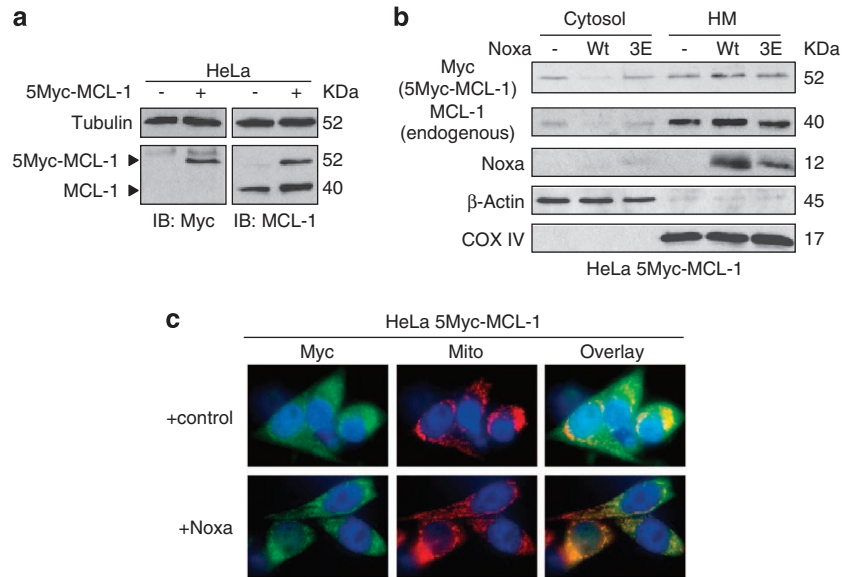 a
HeLa
5Myc-MCL-1 - + - + KDa
Tubulin 52
5Myc-MCL-1 52
MCL-1 40
IB: Myc IB: MCL-1
b
Cytosol HM
Noxa - Wt 3E - Wt 3E KDa
Myc
(5Myc-MCL-1) 52
MCL-1
(endogenous) 40
Noxa 12
β-Actin 45
COX IV 17
HeLa 5Myc-MCL-1
c
HeLa 5Myc-MCL-1
Myc Mito Overlay
+control
+Noxa